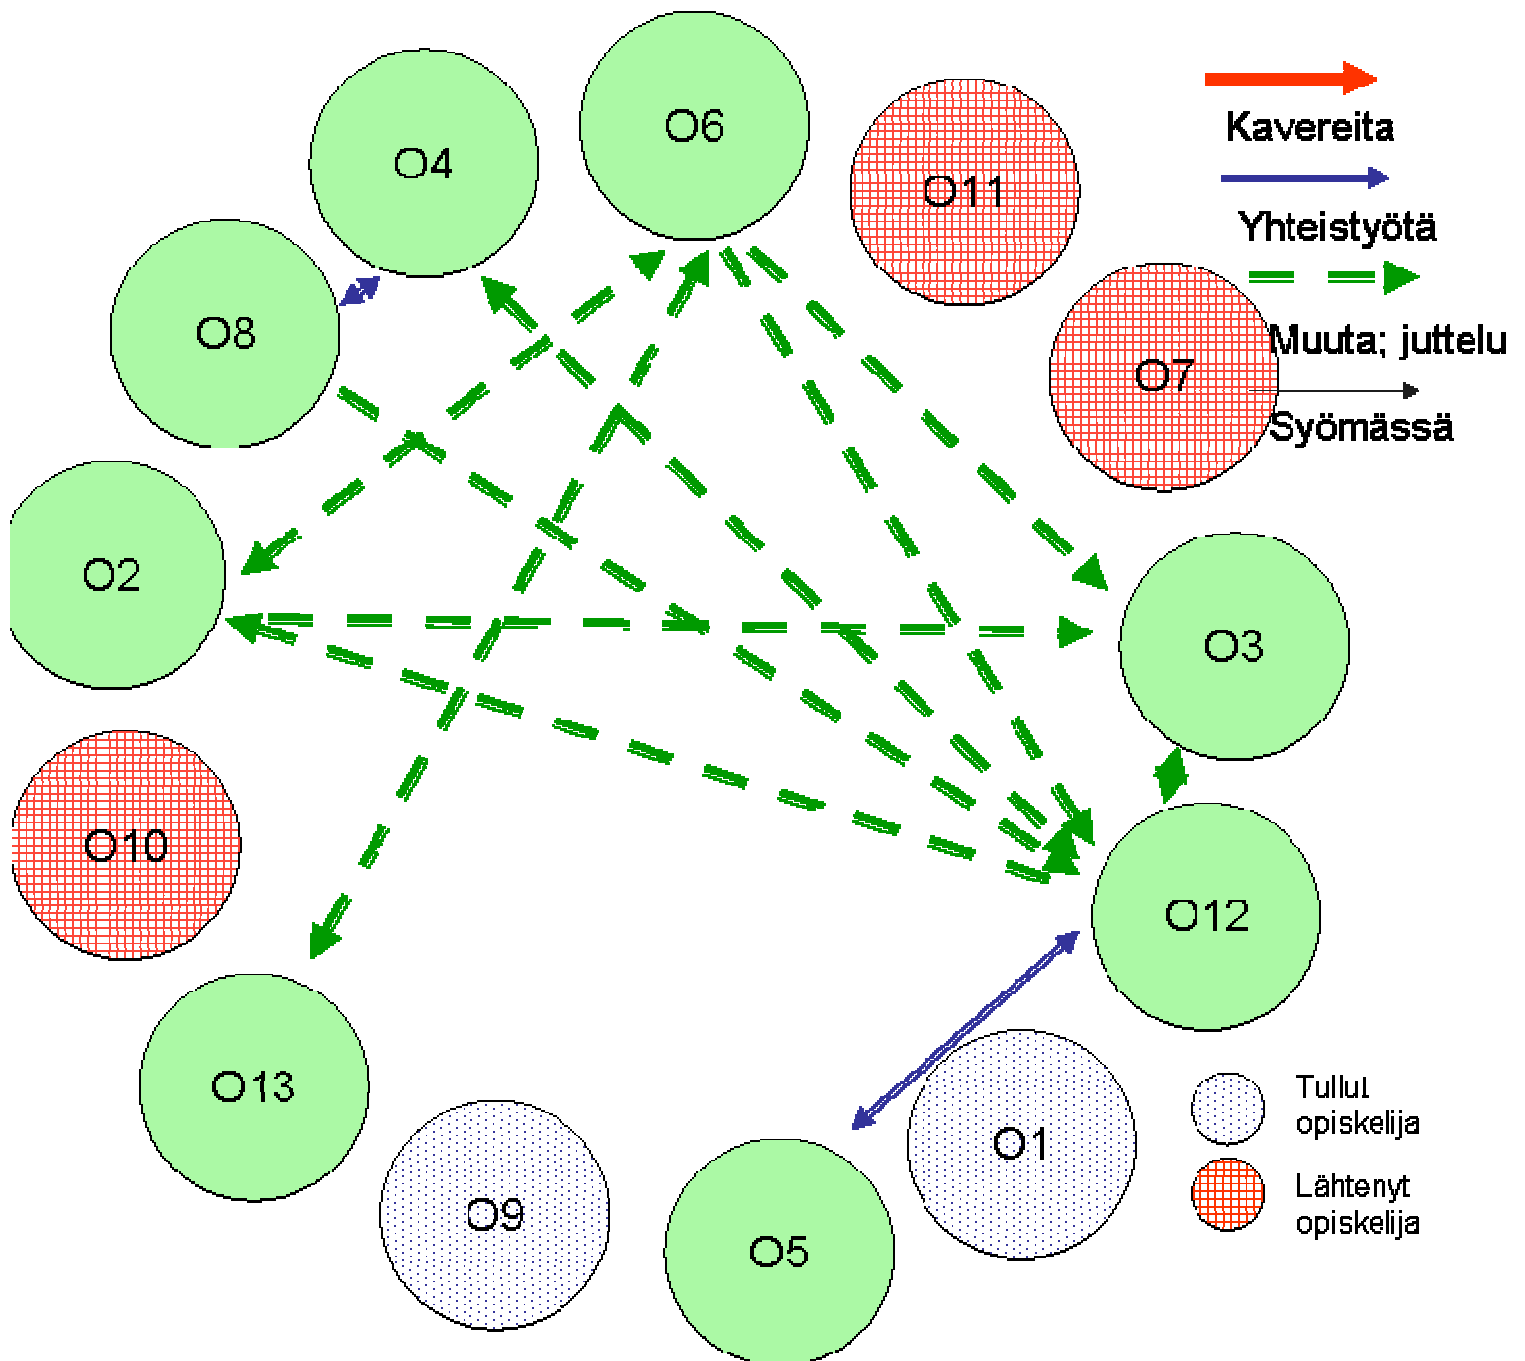 O6
O4
O11
Kavereita
Yhteistyötä
O8
Muuta; juttelu
O7
Syömässä
O2
O3
O10
O12
O13
Tullut
opiskelija
O1
O9
Lähtenyt
opiskelija
O5